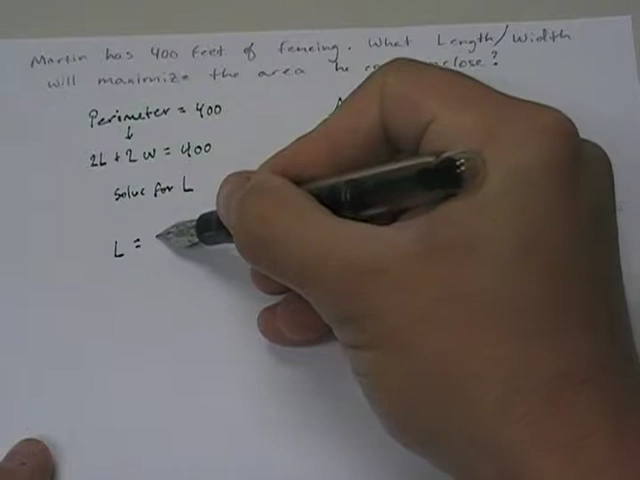 Martin has 400 feet of fencing. What Length/Width
will maximize the area he enclose?
Perimeter = 400
↓
2L + 2W = 400
Solve for L
L =